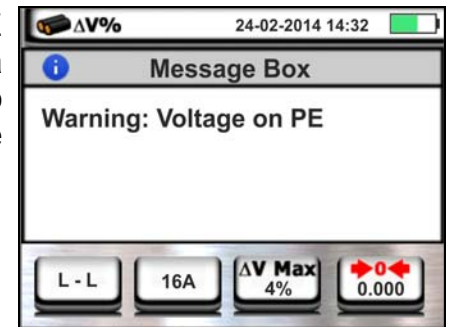 ΔV%
24-02-2014 14:32
Message Box
Warning: Voltage on PE
L - L
16A
ΔV Max
4%
0
0.000